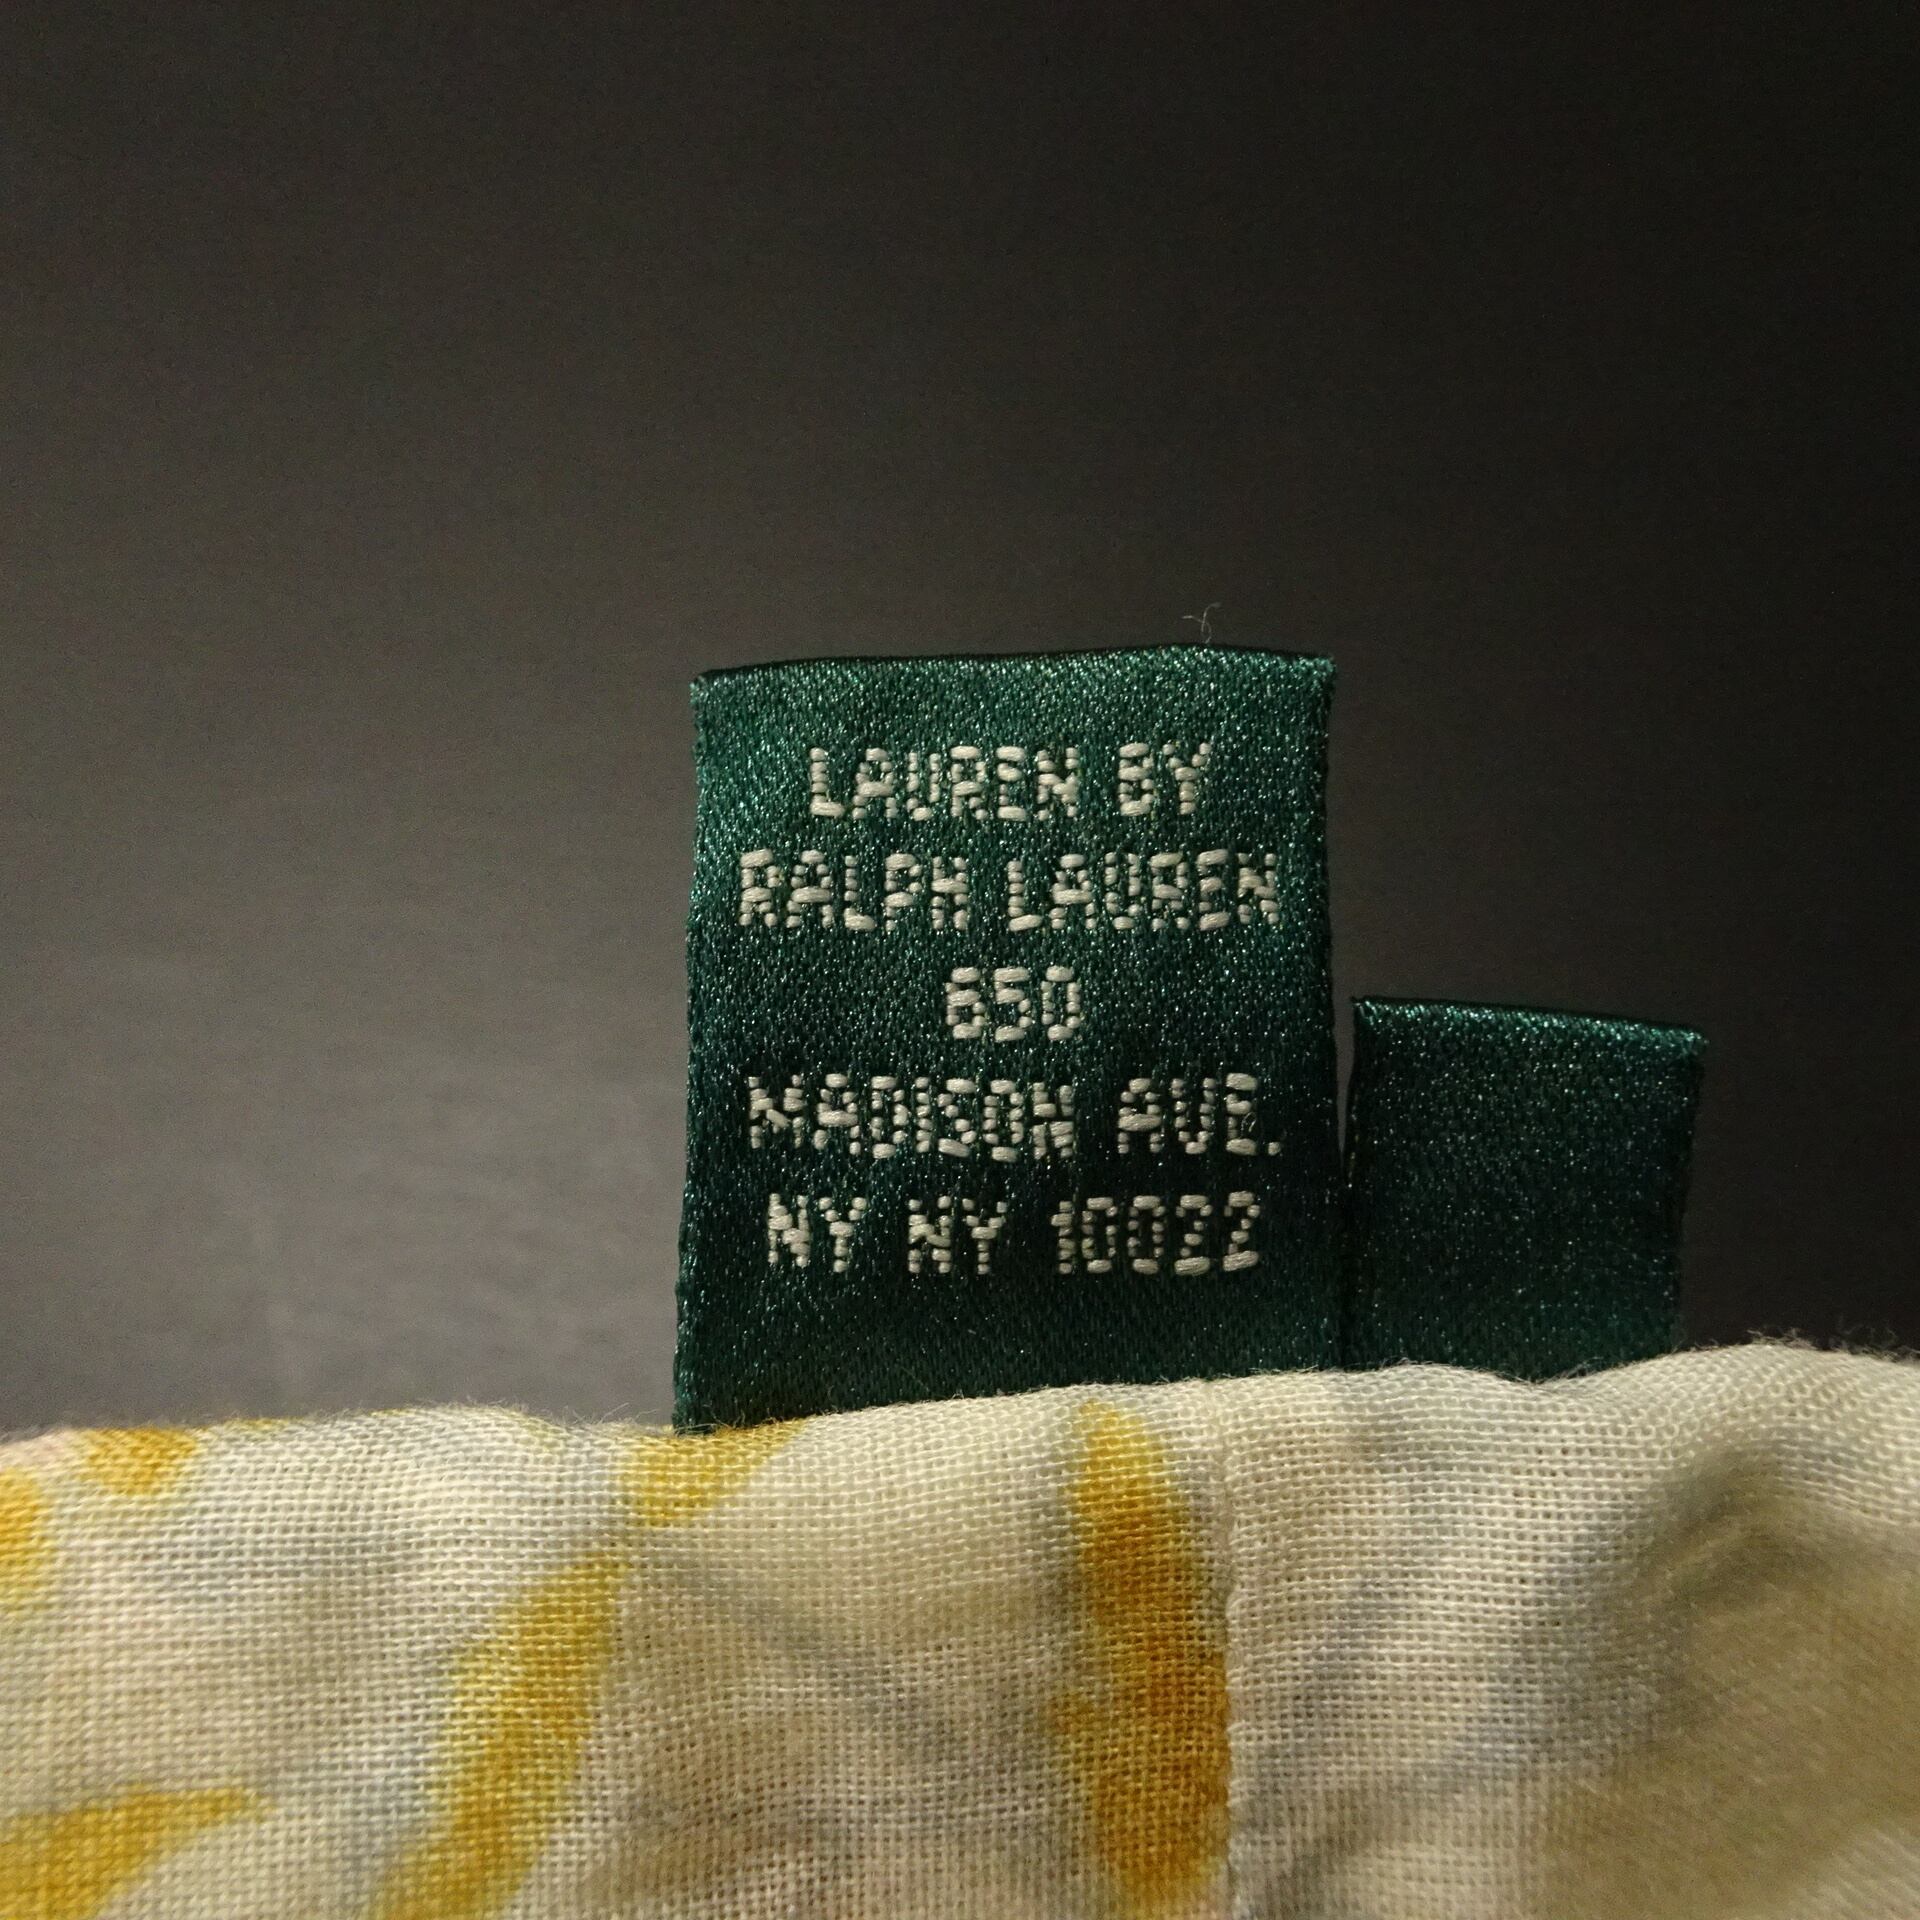 LAUREN BY
RALPH LAUREN
650
MADISON AVE.
NY NY 10022